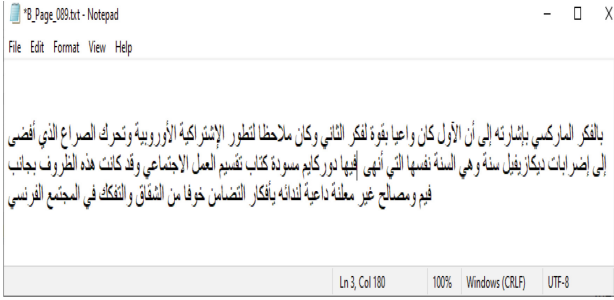 *B_Page_089.txt - Notepad
File Edit Format View Help
بالفكر الماركسي بإشارته إلى أن الأول كان واعيا بقوة لفكر الثاني وكان ملاحظا لتطور الإشتراكية الأوروبية وتحرك الصراع الذي أفضى
إلى إضرابات ديكازيفيل سنة وهي السنة نفسها التي أنهى فيها دوركايم مسودة كتاب تقسيم العمل الاجتماعي وقد كانت هذه الظروف بجانب
قيم ومصالح غير معلنة داعية لندائه بأفكار التضامن خوفا من الشقاق والتفكك في المجتمع الفرنسي
Ln 3, Col 180 100% Windows (CRLF) UTF-8